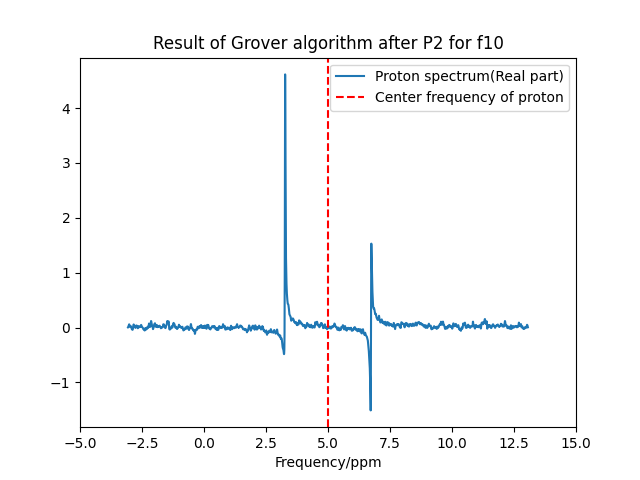 Result of Grover algorithm after P2 for f10
Proton spectrum(Real part)
Center frequency of proton
4
3
2
1
0
−1
−5.0 −2.5 0.0 2.5 5.0 7.5 10.0 12.5 15.0
Frequency/ppm